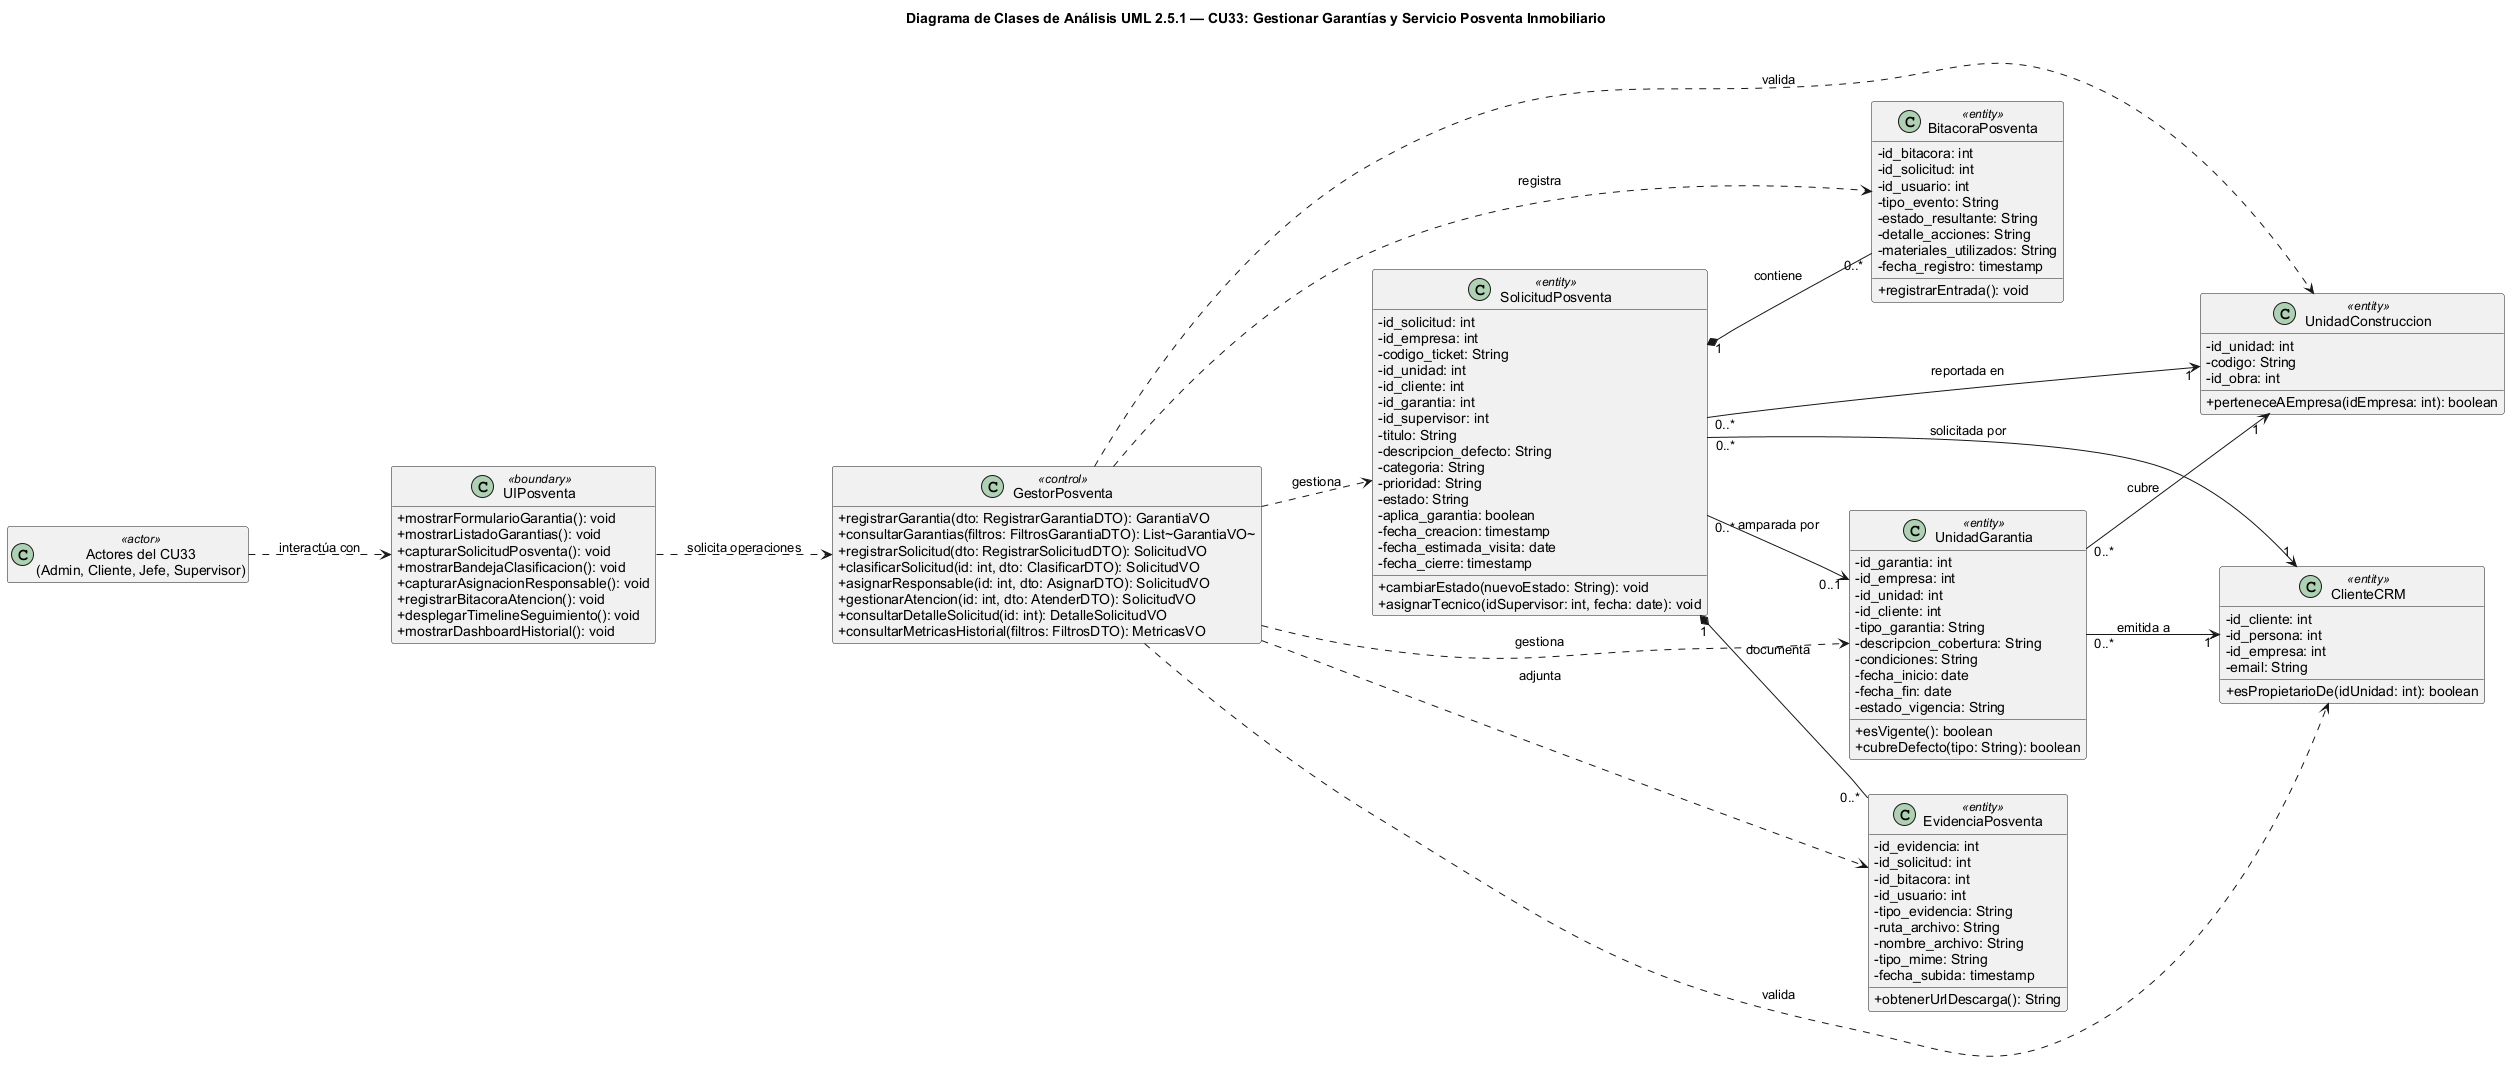 Diagrama de Clases de Análisis UML 2.5.1 — CU33: Gestionar Garantías y Servicio Posventa Inmobiliario
C
«actor»
Actores del CU33
(Admin, Cliente, Jefe, Supervisor)
interactúa con
C
«boundary»
UIPosventa
+mostrarFormularioGarantia(): void
+mostrarListadoGarantias(): void
+capturarSolicitudPosventa(): void
+mostrarBandejaClasificacion(): void
+capturarAsignacionResponsable(): void
+registrarBitacoraAtencion(): void
+desplegarTimelineSeguimiento(): void
+mostrarDashboardHistorial(): void
solicita operaciones
C
«control»
GestorPosventa
+registrarGarantia(dto: RegistrarGarantiaDTO): GarantiaVO
+consultarGarantias(filtros: FiltrosGarantiaDTO): List~GarantiaVO~
+registrarSolicitud(dto: RegistrarSolicitudDTO): SolicitudVO
+clasificarSolicitud(id: int, dto: ClasificarDTO): SolicitudVO
+asignarResponsable(id: int, dto: AsignarDTO): SolicitudVO
+gestionarAtencion(id: int, dto: AtenderDTO): SolicitudVO
+consultarDetalleSolicitud(id: int): DetalleSolicitudVO
+consultarMetricasHistorial(filtros: FiltrosDTO): MetricasVO
valida
registra
gestiona
gestiona
adjunta
valida
C
«entity»
SolicitudPosventa
-id_solicitud: int
-id_empresa: int
-codigo_ticket: String
-id_unidad: int
-id_cliente: int
-id_garantia: int
-id_supervisor: int
-titulo: String
-descripcion_defecto: String
-categoria: String
-prioridad: String
-estado: String
-aplica_garantia: boolean
-fecha_creacion: timestamp
-fecha_estimada_visita: date
-fecha_cierre: timestamp
+cambiarEstado(nuevoEstado: String): void
+asignarTecnico(idSupervisor: int, fecha: date): void
contiene
1
0..*
reportada en
0..*
1
solicitada por
0..*
1
amparada por
0..*
0..1
documenta
1
0..*
C
«entity»
BitacoraPosventa
-id_bitacora: int
-id_solicitud: int
-id_usuario: int
-tipo_evento: String
-estado_resultante: String
-detalle_acciones: String
-materiales_utilizados: String
-fecha_registro: timestamp
+registrarEntrada(): void
C
«entity»
UnidadGarantia
-id_garantia: int
-id_empresa: int
-id_unidad: int
-id_cliente: int
-tipo_garantia: String
-descripcion_cobertura: String
-condiciones: String
-fecha_inicio: date
-fecha_fin: date
-estado_vigencia: String
+esVigente(): boolean
+cubreDefecto(tipo: String): boolean
cubre
0..*
1
emitida a
0..*
1
C
«entity»
EvidenciaPosventa
-id_evidencia: int
-id_solicitud: int
-id_bitacora: int
-id_usuario: int
-tipo_evidencia: String
-ruta_archivo: String
-nombre_archivo: String
-tipo_mime: String
-fecha_subida: timestamp
+obtenerUrlDescarga(): String
C
«entity»
UnidadConstruccion
-id_unidad: int
-codigo: String
-id_obra: int
+perteneceAEmpresa(idEmpresa: int): boolean
C
«entity»
ClienteCRM
-id_cliente: int
-id_persona: int
-id_empresa: int
-email: String
+esPropietarioDe(idUnidad: int): boolean